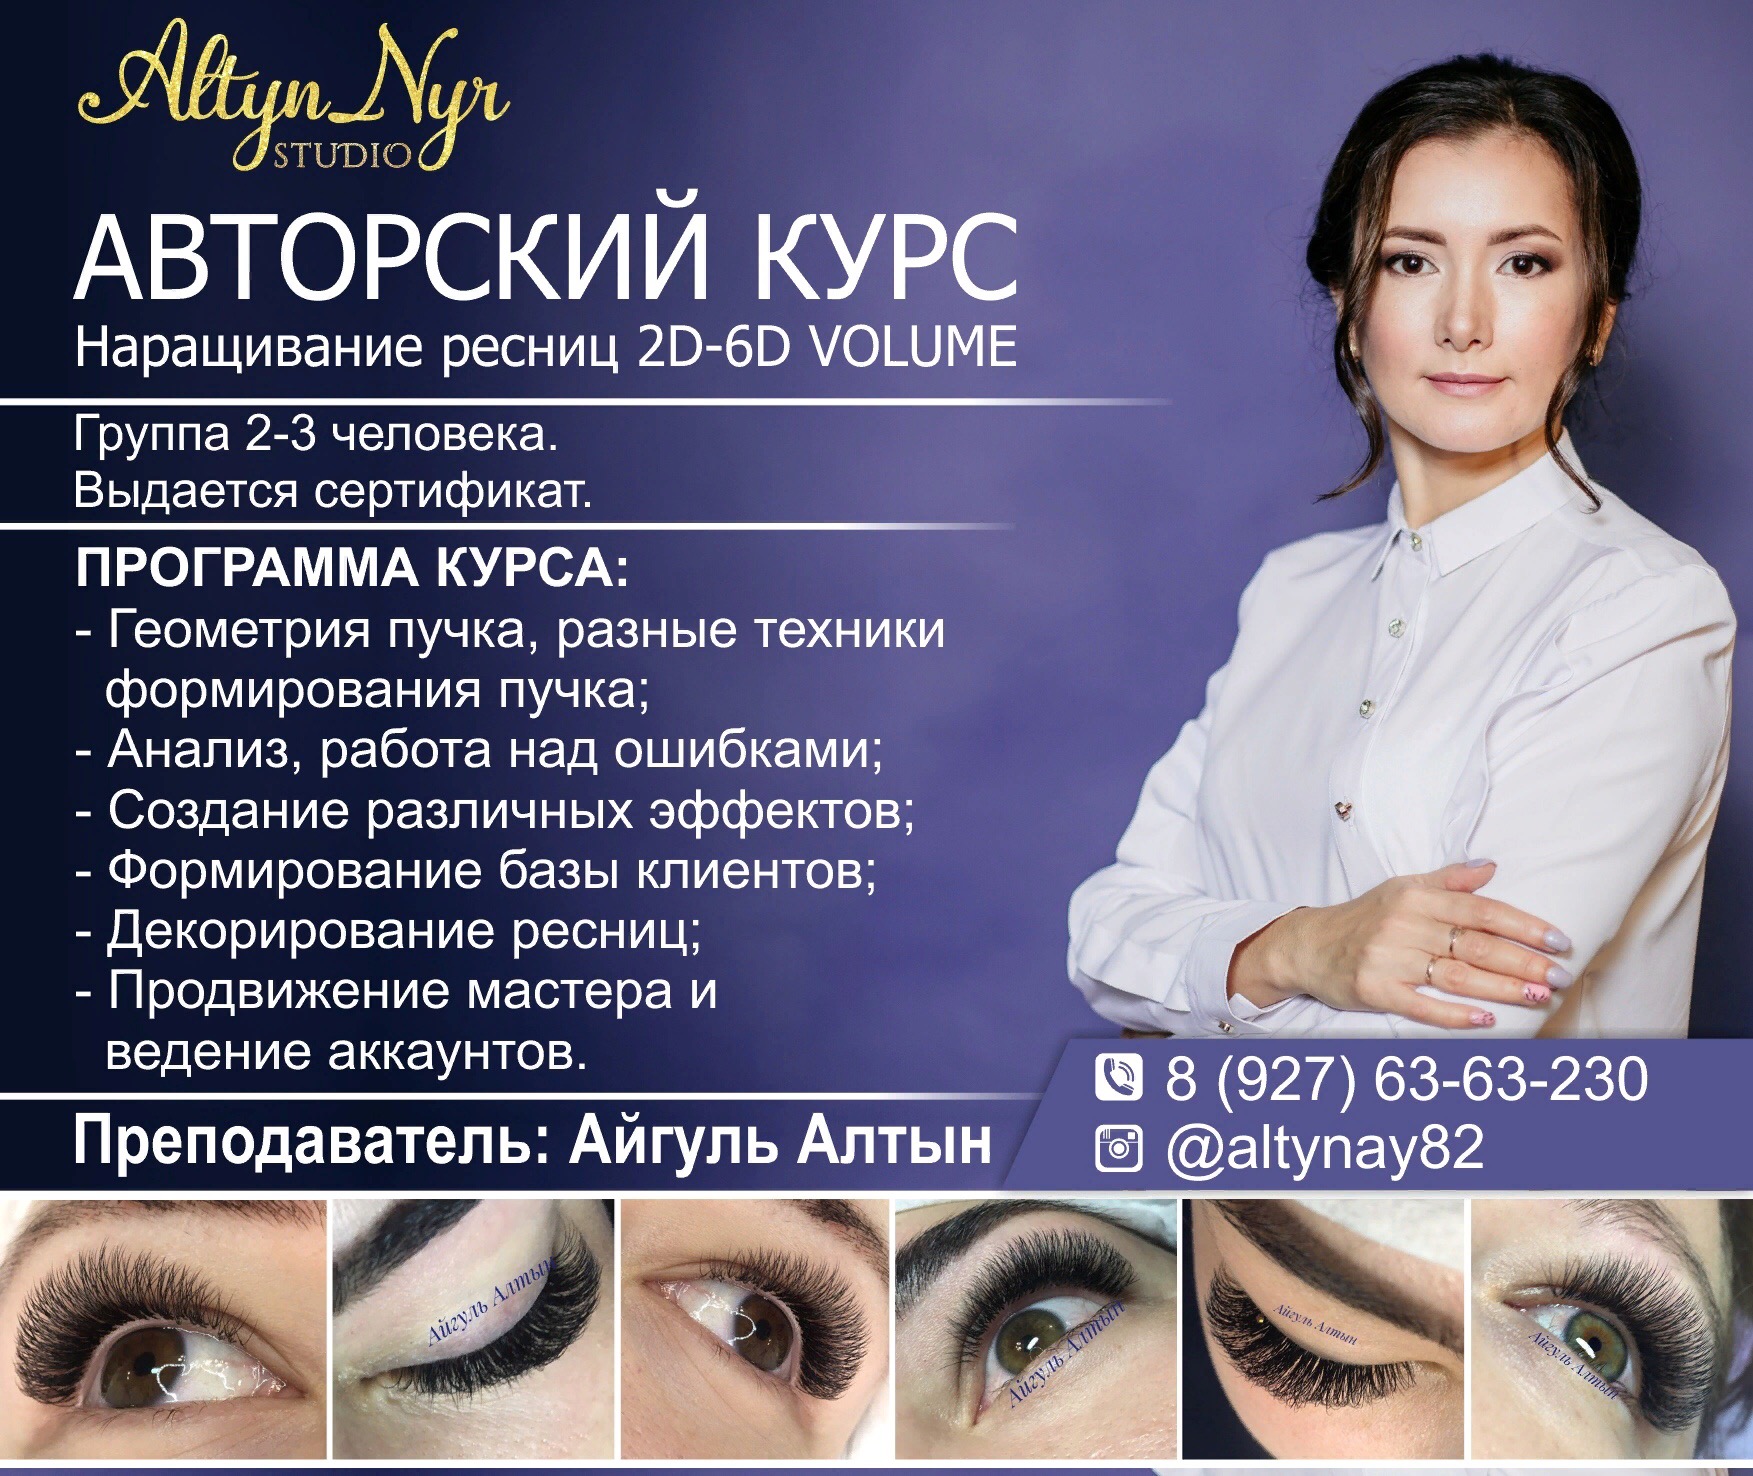 Altyn Nyr
STUDIO
АВТОРСКИЙ КУРС
Наращивание ресниц 2D-6D VOLUME
Группа 2-3 человека.
Выдается сертификат.
ПРОГРАММА КУРСА:
- Геометрия пучка, разные техники
формирования пучка;
- Анализ, работа над ошибками;
- Создание различных эффектов;
- Формирование базы клиентов;
- Декорирование ресниц;
- Продвижение мастера и
ведение аккаунтов.
Преподаватель: Айгуль Алтын
8 (927) 63-63-230
@altynay82
Айгуль Алтын
Айгуль Алтын
Айгуль Алтын
Айгуль Алтын